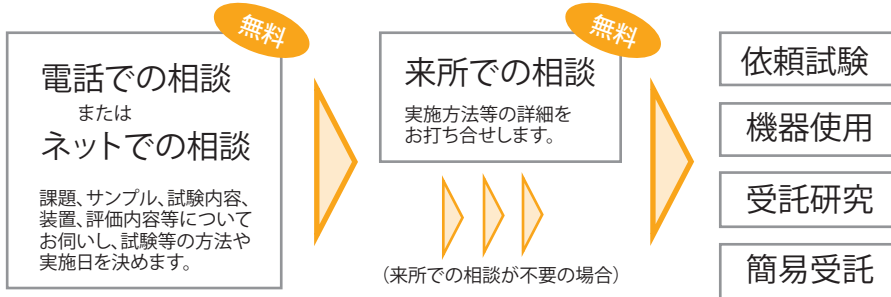 無料
電話での相談
または
ネットでの相談
課題、サンプル、試験内容、
装置、評価内容等について
お伺いし、試験等の方法や
実施日を決めます。
無料
来所での相談
実施方法等の詳細を
お打ち合せします。
(来所での相談が不要の場合)
依頼試験
機器使用
受託研究
簡易受託